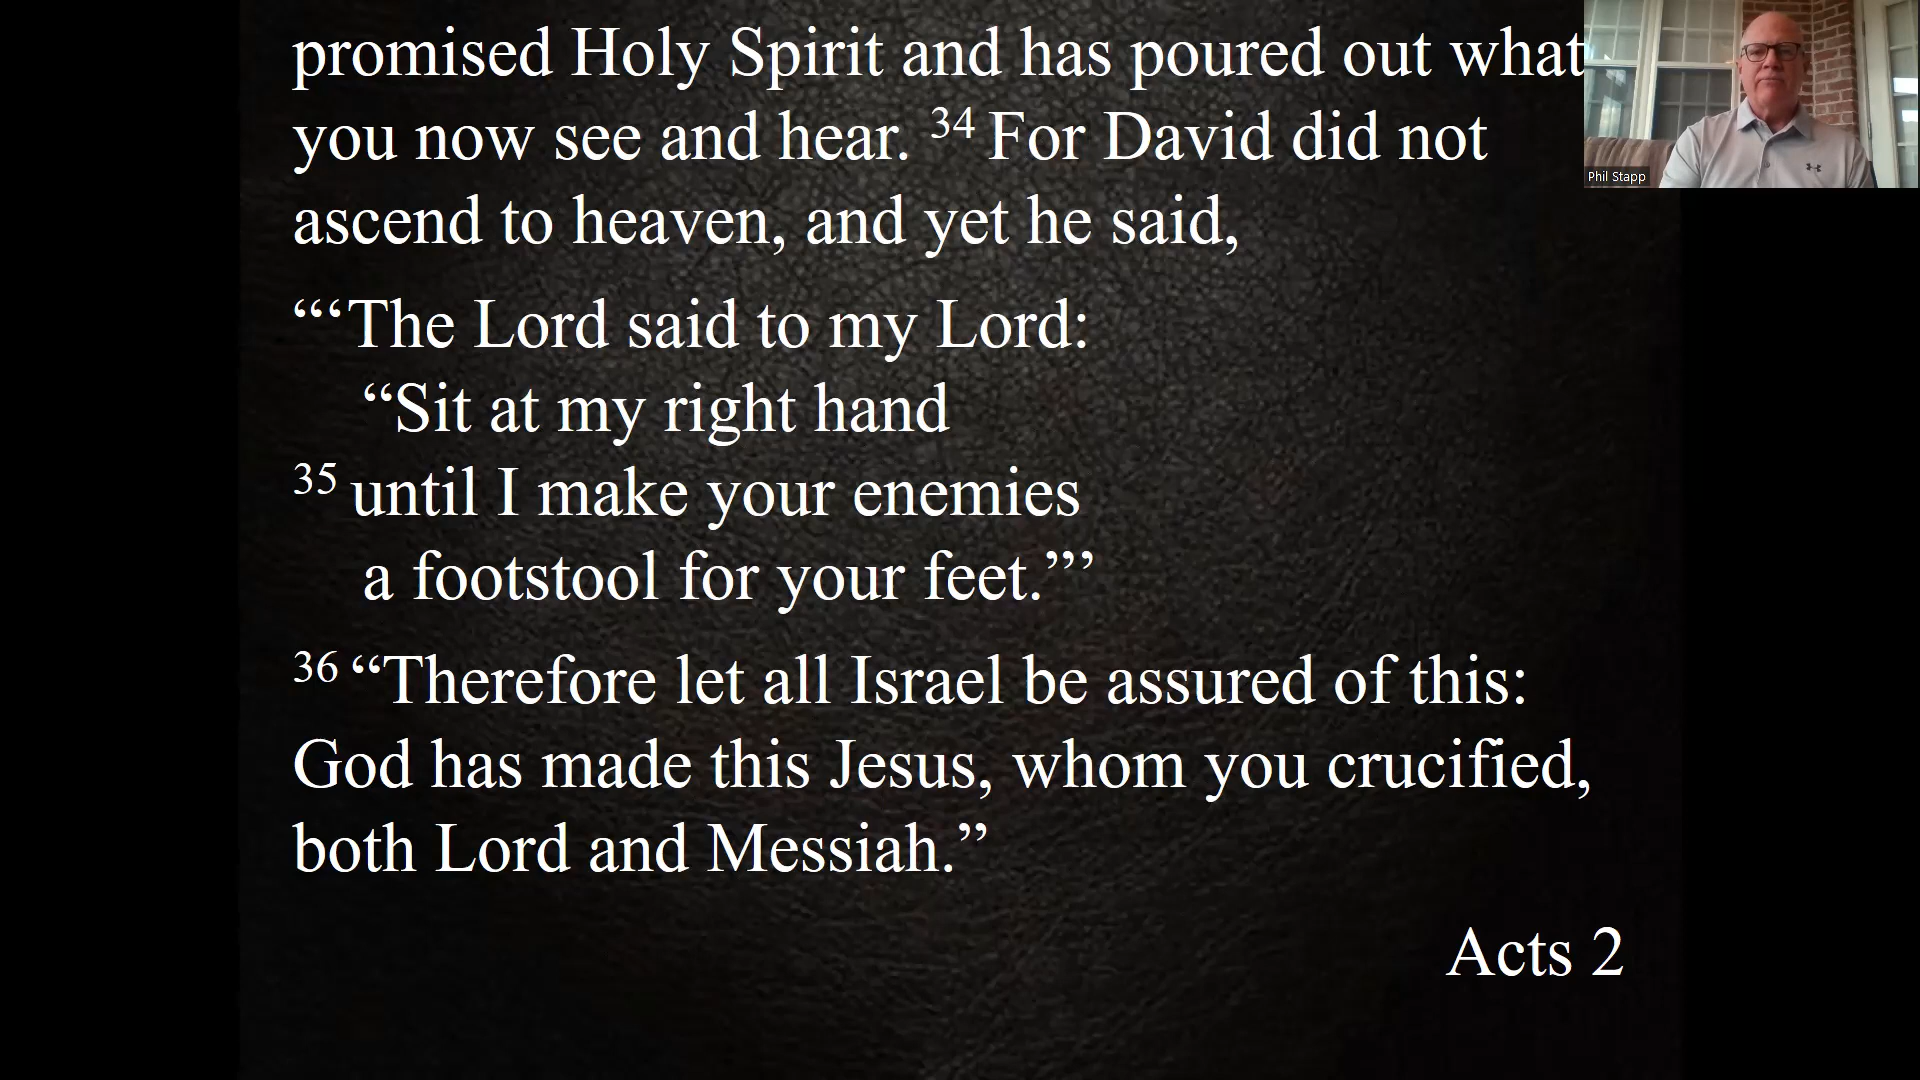 promised Holy Spirit and has poured out what
you now see and hear. 34 For David did not
ascend to heaven, and yet he said,
“‘The Lord said to my Lord:
“Sit at my right hand
35 until I make your enemies
a footstool for your feet.”’
36 “Therefore let all Israel be assured of this:
God has made this Jesus, whom you crucified,
both Lord and Messiah.”
Acts 2
Phil Stapp